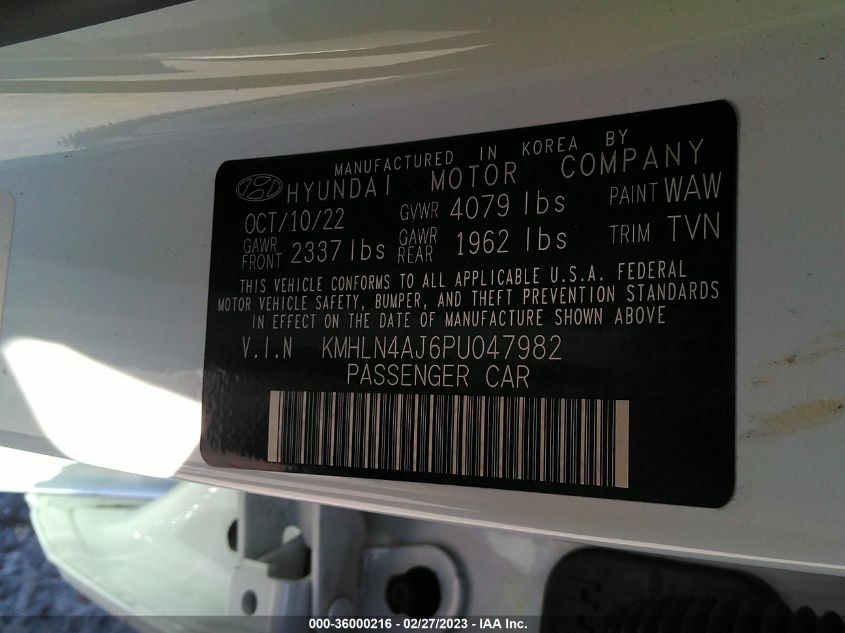 MANUFACTURED IN KOREA BY
HYUNDAI MOTOR COMPANY
OCT/10/22 GVWR 4079 lbs PAINT WAW
GAWR FRONT 2337 lbs GAWR REAR 1962 lbs TRIM TVN
THIS VEHICLE CONFORMS TO ALL APPLICABLE U.S.A. FEDERAL
MOTOR VEHICLE SAFETY, BUMPER, AND THEFT PREVENTION STANDARDS
IN EFFECT ON THE DATE OF MANUFACTURE SHOWN ABOVE
V.I.N KMHLN4AJ6PU047982
PASSENGER CAR
000-36000216 - 02/27/2023 - IAA Inc.